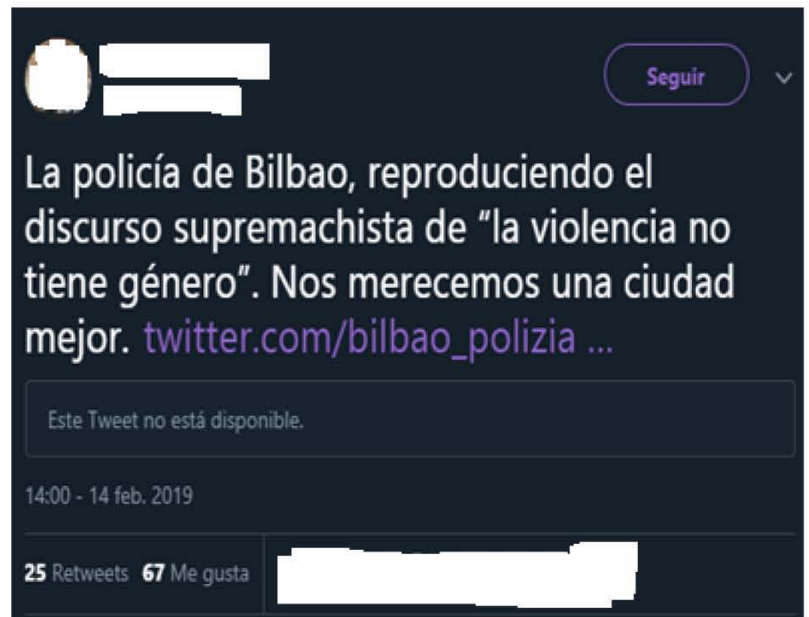 Seguir
La policía de Bilbao, reproduciendo el
discurso supremachista de “la violencia no
tiene género”. Nos merecemos una ciudad
mejor. twitter.com/bilbao_polizia ...
Este Tweet no está disponible.
14:00 - 14 feb. 2019
25 Retweets 67 Me gusta